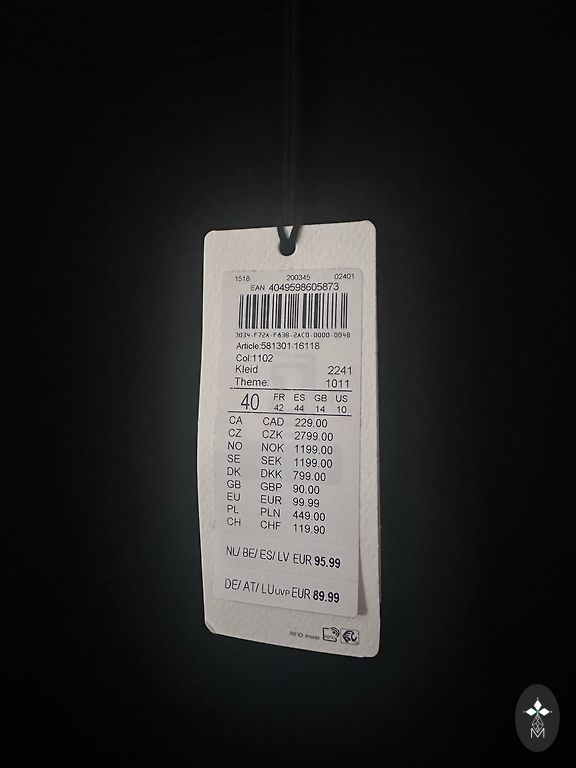 1518 200345 02401
EAN 4049598605873
3034-F72A-F638-2AC0-0000-004B
Article:581301-16118
Col:1102
Kleid 2241
Theme: 1011
40 FR 42 ES 44 GB 14 US 10
CA CAD 229.00
CZ CZK 2799.00
NO NOK 1199.00
SE SEK 1199.00
DK DKK 799.00
GB GBP 90.00
EU EUR 99.99
PL PLN 449.00
CH CHF 119.90
NL/ BE/ ES/ LV EUR 95.99
DE/ AT/ LU UVP EUR 89.99
RFID inside
M